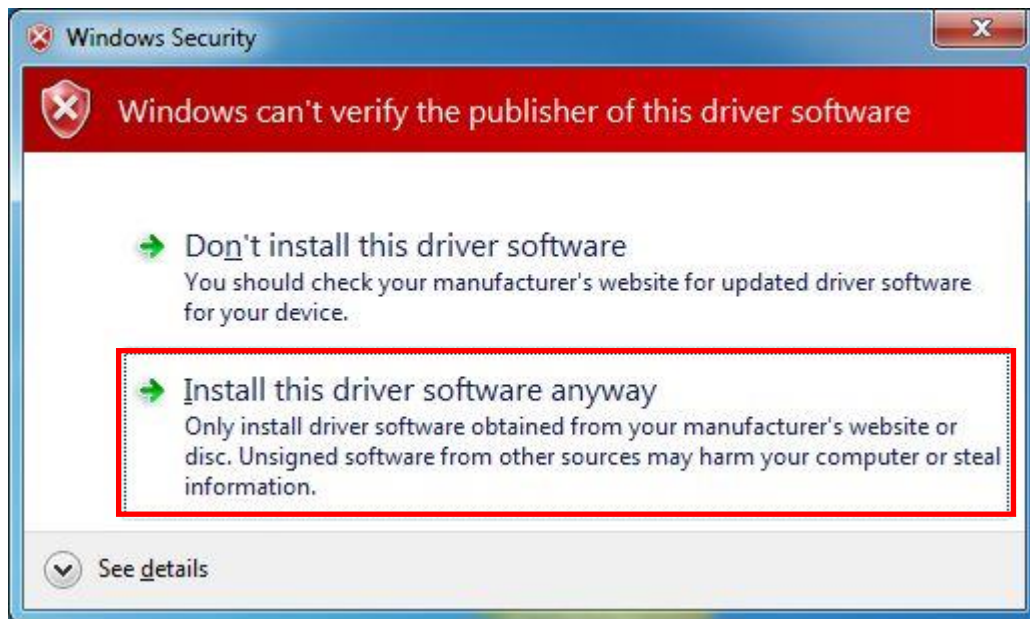 Windows Security
Windows can't verify the publisher of this driver software
Don't install this driver software
You should check your manufacturer's website for updated driver software
for your device.
Install this driver software anyway
Only install driver software obtained from your manufacturer's website or
disc. Unsigned software from other sources may harm your computer or steal
information.
See details